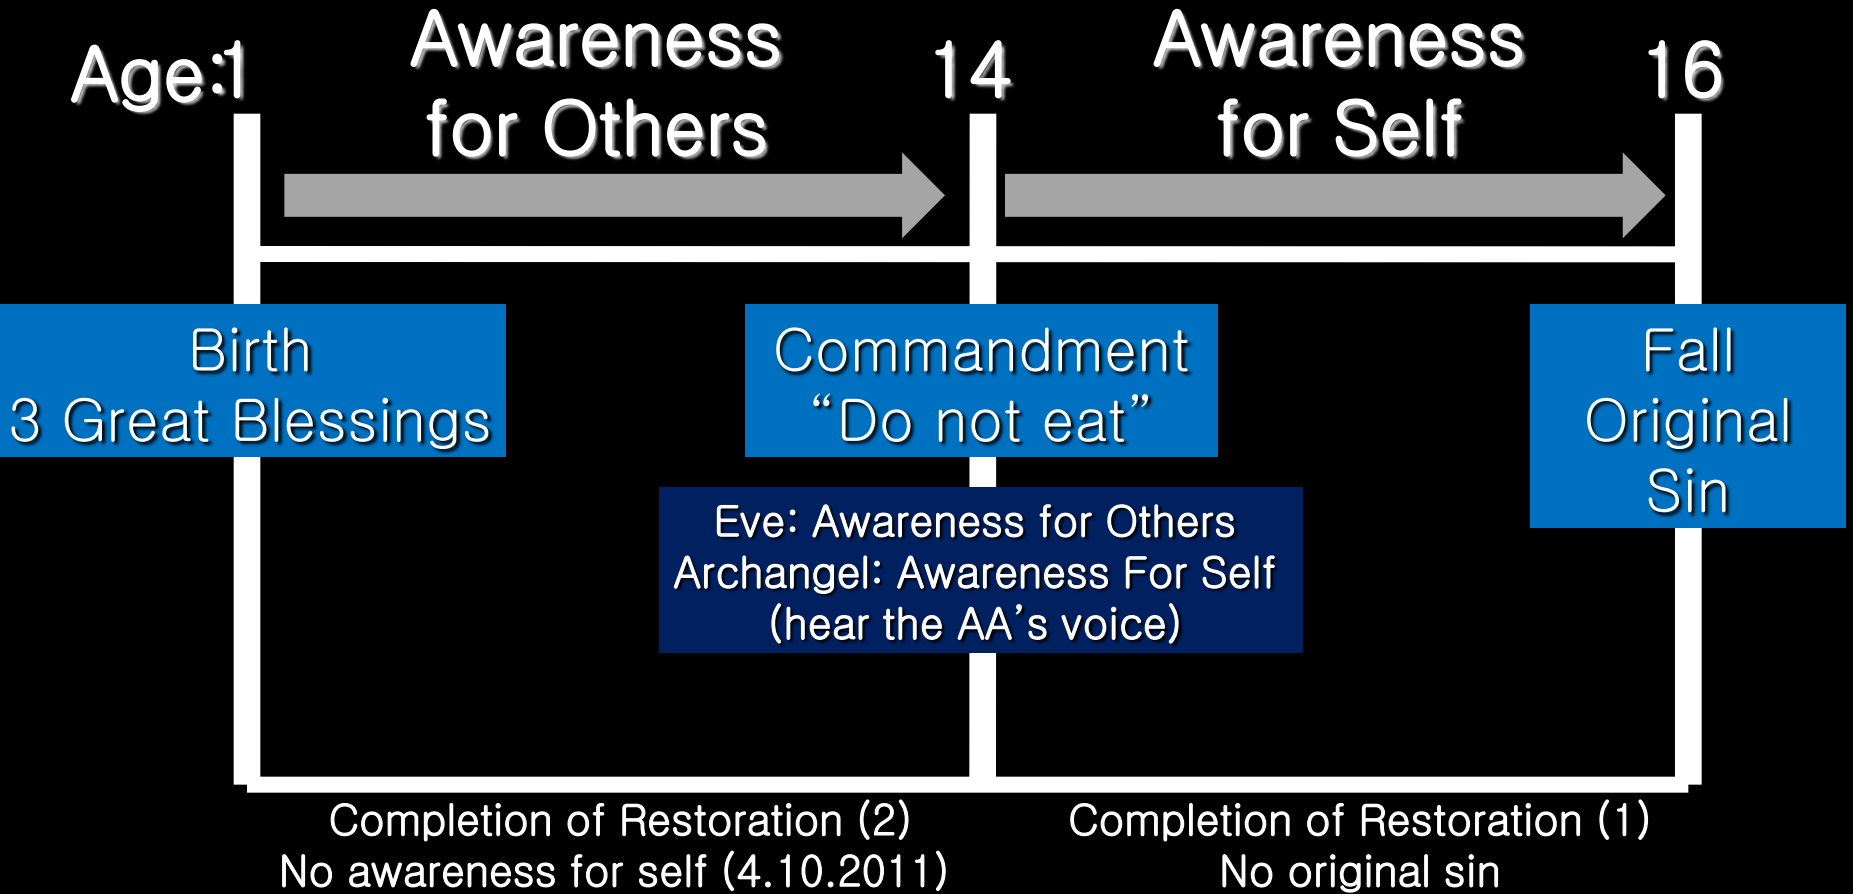 Age:1
Awareness
for Others
14
Awareness
for Self
16
Birth
3 Great Blessings
Commandment
“Do not eat”
Fall
Original
Sin
Eve: Awareness for Others
Archangel: Awareness For Self
(hear the AA’s voice)
Completion of Restoration (2)
No awareness for self (4.10.2011)
Completion of Restoration (1)
No original sin